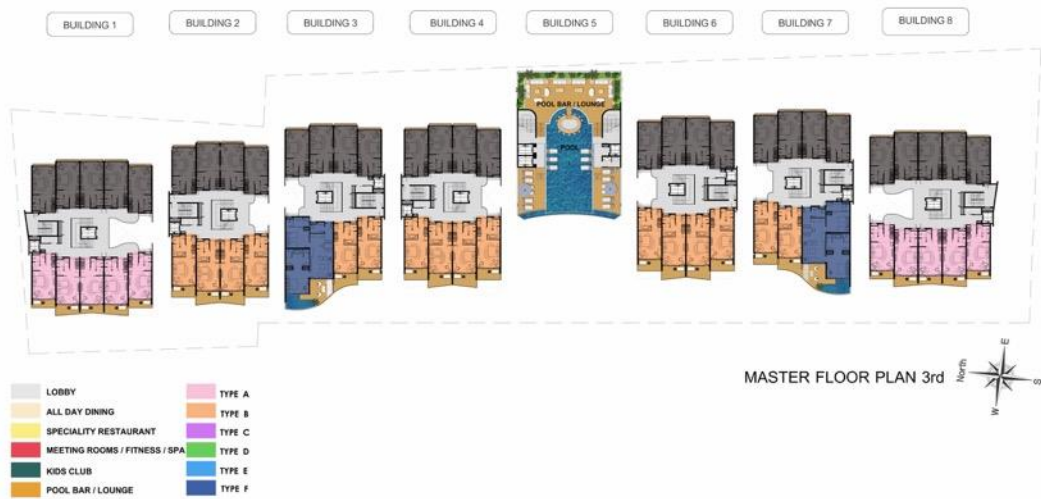 BUILDING 1
BUILDING 2
BUILDING 3
BUILDING 4
BUILDING 5
BUILDING 6
BUILDING 7
BUILDING 8
POOL BAR / LOUNGE
POOL
MASTER FLOOR PLAN 3rd
North
E
S
W
LOBBY
ALL DAY DINING
SPECIALITY RESTAURANT
MEETING ROOMS / FITNESS / SPA
KIDS CLUB
POOL BAR / LOUNGE
TYPE A
TYPE B
TYPE C
TYPE D
TYPE E
TYPE F